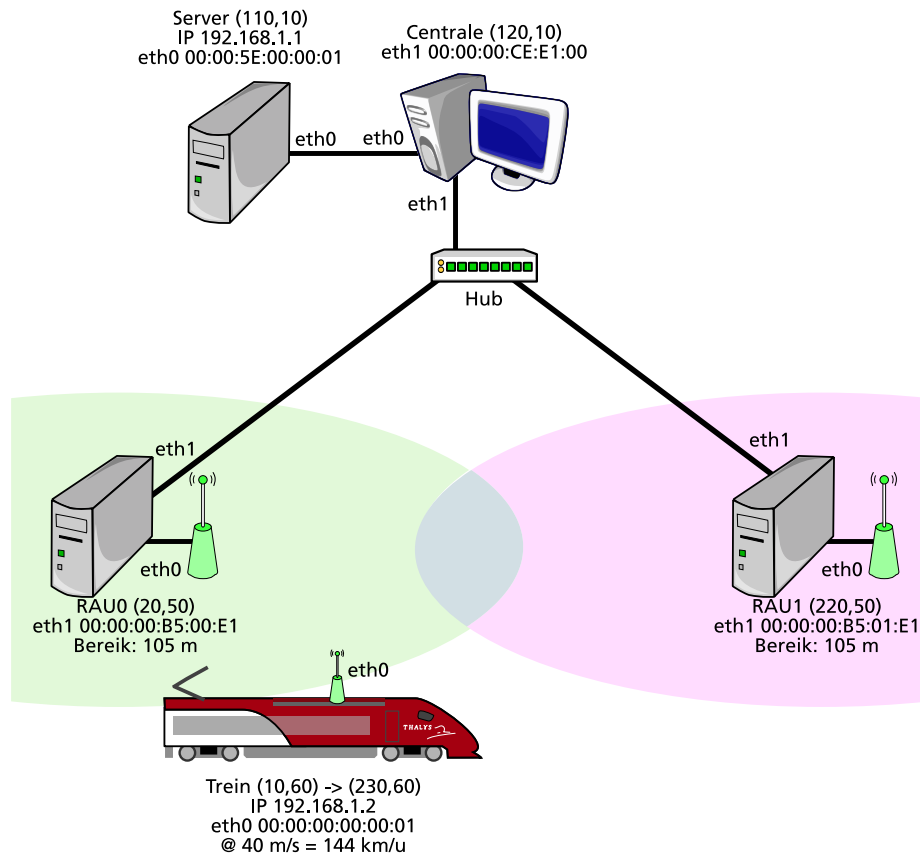 Server (110,10)
IP 192.168.1.1
eth0 00:00:5E:00:00:01
Centrale (120,10)
eth1 00:00:00:CE:E1:00
eth0
eth0
eth1
Hub
eth1
eth1
eth0
eth0
RAU0 (20,50)
eth1 00:00:00:B5:00:E1
Bereik: 105 m
RAU1 (220,50)
eth1 00:00:00:B5:01:E1
Bereik: 105 m
eth0
THALYS
Trein (10,60) -> (230,60)
IP 192.168.1.2
eth0 00:00:00:00:00:01
@ 40 m/s = 144 km/u